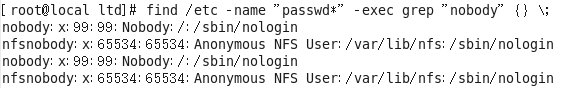 [ root@local ltd]# find /etc -name "passwd*" -exec grep "nobody" {} \;
nobody: x: 99: 99: Nobody: /: /sbin/nologin
nfsnobody: x: 65534: 65534: Anonymous NFS User: /var/lib/nfs: /sbin/nologin
nobody: x: 99: 99: Nobody: /: /sbin/nologin
nfsnobody: x: 65534: 65534: Anonymous NFS User: /var/lib/nfs: /sbin/nologin